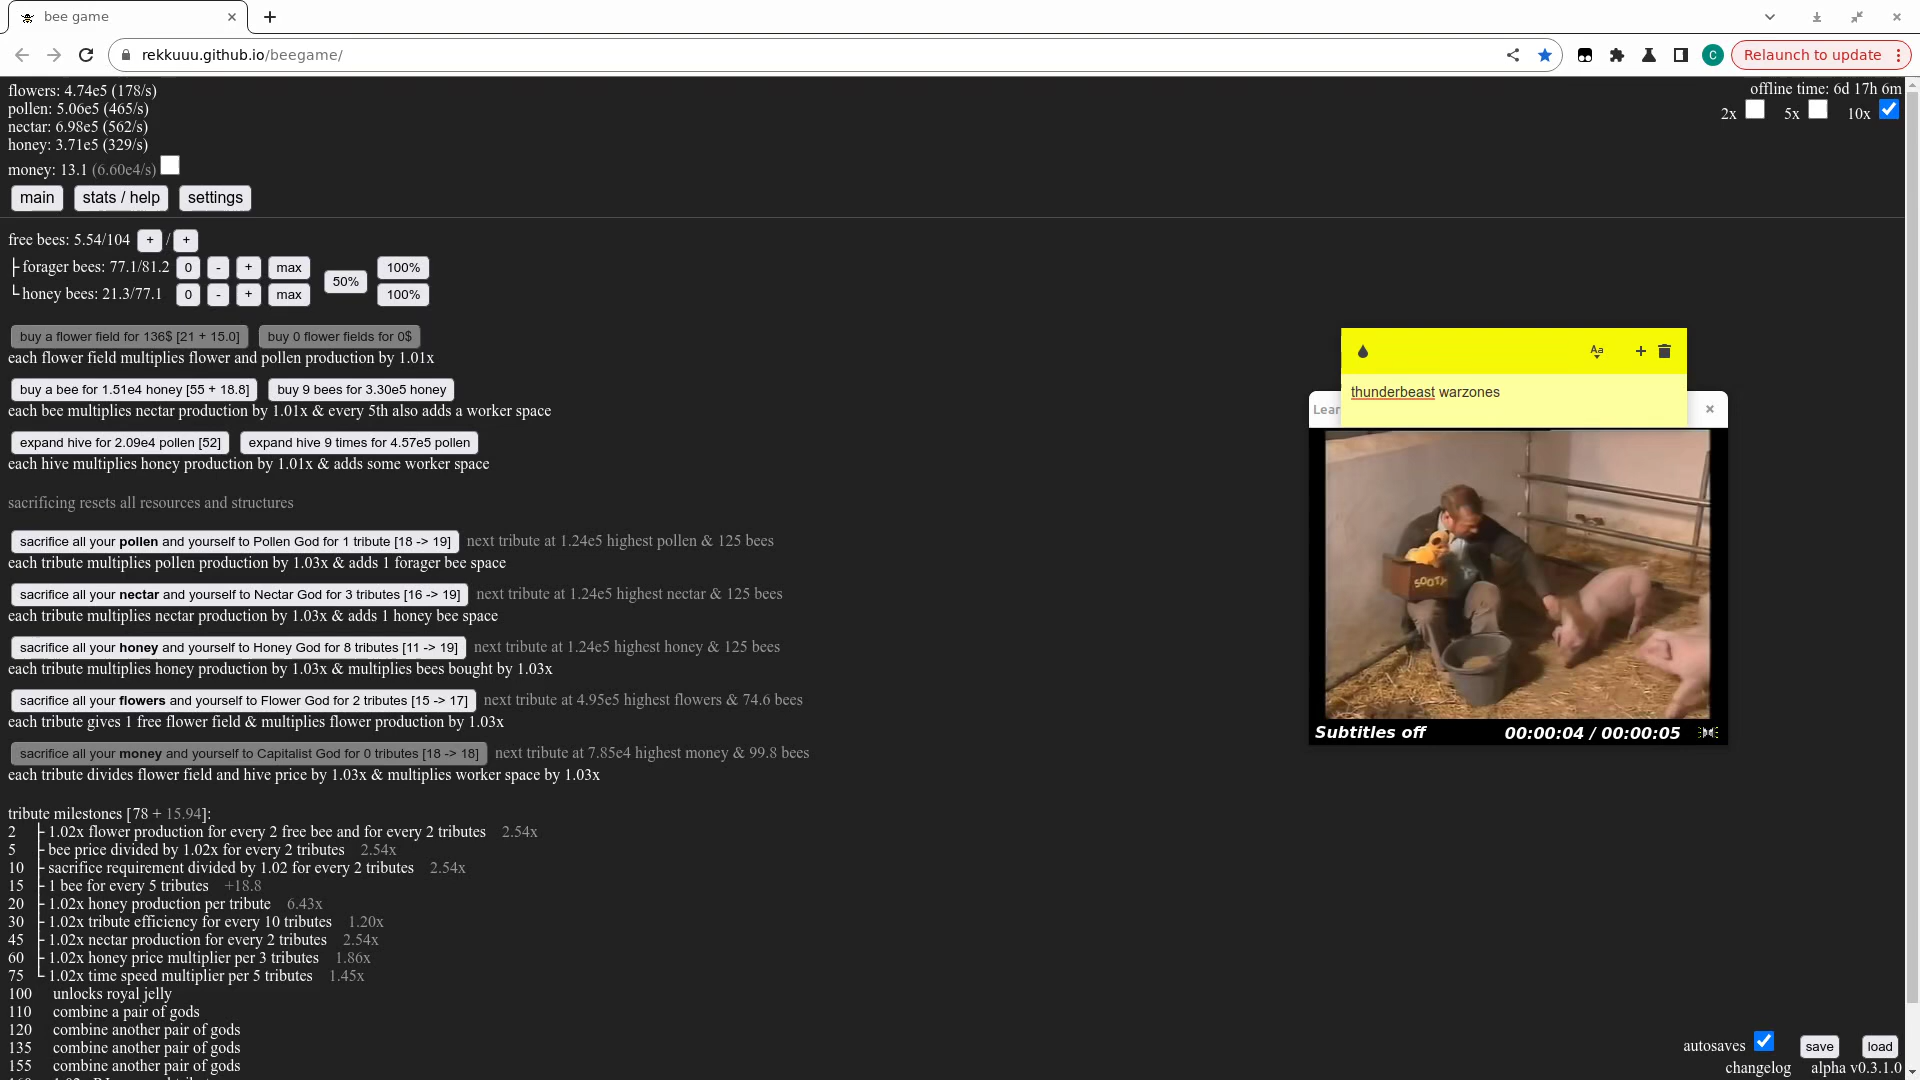 bee game
rekkuuu.github.io/beegame/
C
Relaunch to update
flowers: 4.74e5 (178/s)
pollen: 5.06e5 (465/s)
nectar: 6.98e5 (562/s)
honey: 3.71e5 (329/s)
money: 13.1 (6.60e4/s)
offline time: 6d 17h 6m
2x 5x 10x
main stats / help settings
free bees: 5.54/104 + / +
├ forager bees: 77.1/81.2 0 - + max 50% 100%
└ honey bees: 21.3/77.1 0 - + max 100%
buy a flower field for 136$ [21 + 15.0] buy 0 flower fields for 0$
each flower field multiplies flower and pollen production by 1.01x
buy a bee for 1.51e4 honey [55 + 18.8] buy 9 bees for 3.30e5 honey
each bee multiplies nectar production by 1.01x & every 5th also adds a worker space
expand hive for 2.09e4 pollen [52] expand hive 9 times for 4.57e5 pollen
each hive multiplies honey production by 1.01x & adds some worker space
sacrificing resets all resources and structures
sacrifice all your pollen and yourself to Pollen God for 1 tribute [18 -> 19] next tribute at 1.24e5 highest pollen & 125 bees
each tribute multiplies pollen production by 1.03x & adds 1 forager bee space
sacrifice all your nectar and yourself to Nectar God for 3 tributes [16 -> 19] next tribute at 1.24e5 highest nectar & 125 bees
each tribute multiplies nectar production by 1.03x & adds 1 honey bee space
sacrifice all your honey and yourself to Honey God for 8 tributes [11 -> 19] next tribute at 1.24e5 highest honey & 125 bees
each tribute multiplies honey production by 1.03x & multiplies bees bought by 1.03x
sacrifice all your flowers and yourself to Flower God for 2 tributes [15 -> 17] next tribute at 4.95e5 highest flowers & 74.6 bees
each tribute gives 1 free flower field & multiplies flower production by 1.03x
sacrifice all your money and yourself to Capitalist God for 0 tributes [18 -> 18] next tribute at 7.85e4 highest money & 99.8 bees
each tribute divides flower field and hive price by 1.03x & multiplies worker space by 1.03x
tribute milestones [78 + 15.94]:
2 ├ 1.02x flower production for every 2 free bee and for every 2 tributes 2.54x
5 ├ bee price divided by 1.02x for every 2 tributes 2.54x
10 ├ sacrifice requirement divided by 1.02 for every 2 tributes 2.54x
15 ├ 1 bee for every 5 tributes +18.8
20 ├ 1.02x honey production per tribute 6.43x
30 ├ 1.02x tribute efficiency for every 10 tributes 1.20x
45 ├ 1.02x nectar production for every 2 tributes 2.54x
60 ├ 1.02x honey price multiplier per 3 tributes 1.86x
75 └ 1.02x time speed multiplier per 5 tributes 1.45x
100 unlocks royal jelly
110 combine a pair of gods
120 combine another pair of gods
135 combine another pair of gods
155 combine another pair of gods
Aa
thunderbeast warzones
Lear
SOOTY
Subtitles off 00:00:04 / 00:00:05
autosaves save load
changelog alpha v0.3.1.0